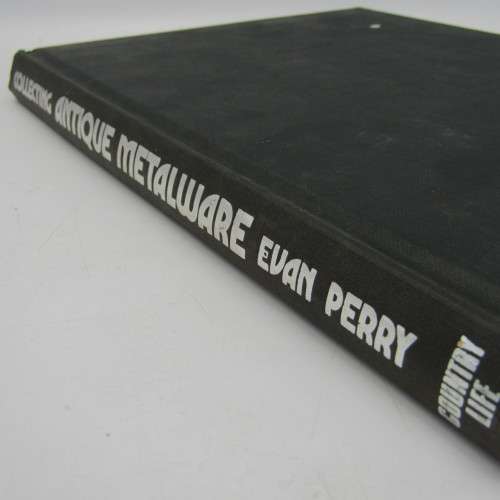 COLLECTING ANTIQUE METALWARE EVAN PERRY
COUNTRY
LIFE